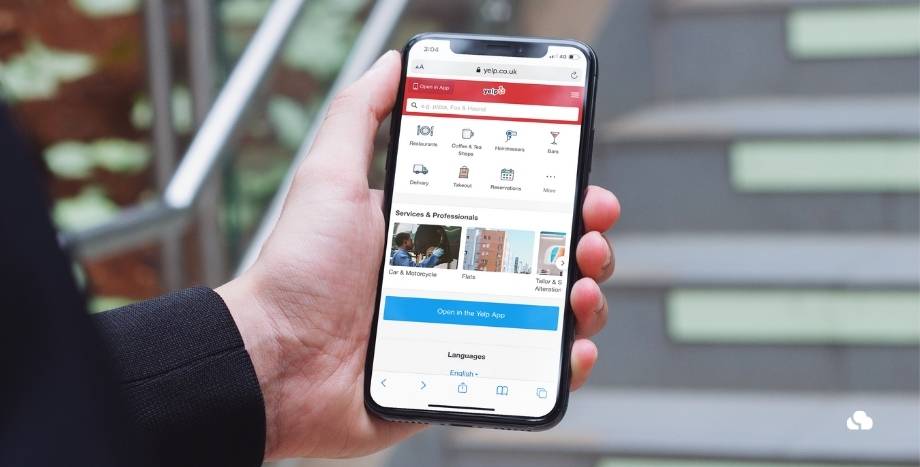 3:04
4G
AA yelp.co.uk
Open in App
yelp
e.g. pizza, Fox & Hound
Restaurants
Coffee & Tea
Shops
Hairdressers
Bars
Delivery
Takeout
Reservations
More
Services & Professionals
Car & Motorcycle
Flats
Tailor & S
Alteration
Open in the Yelp App
Languages
English